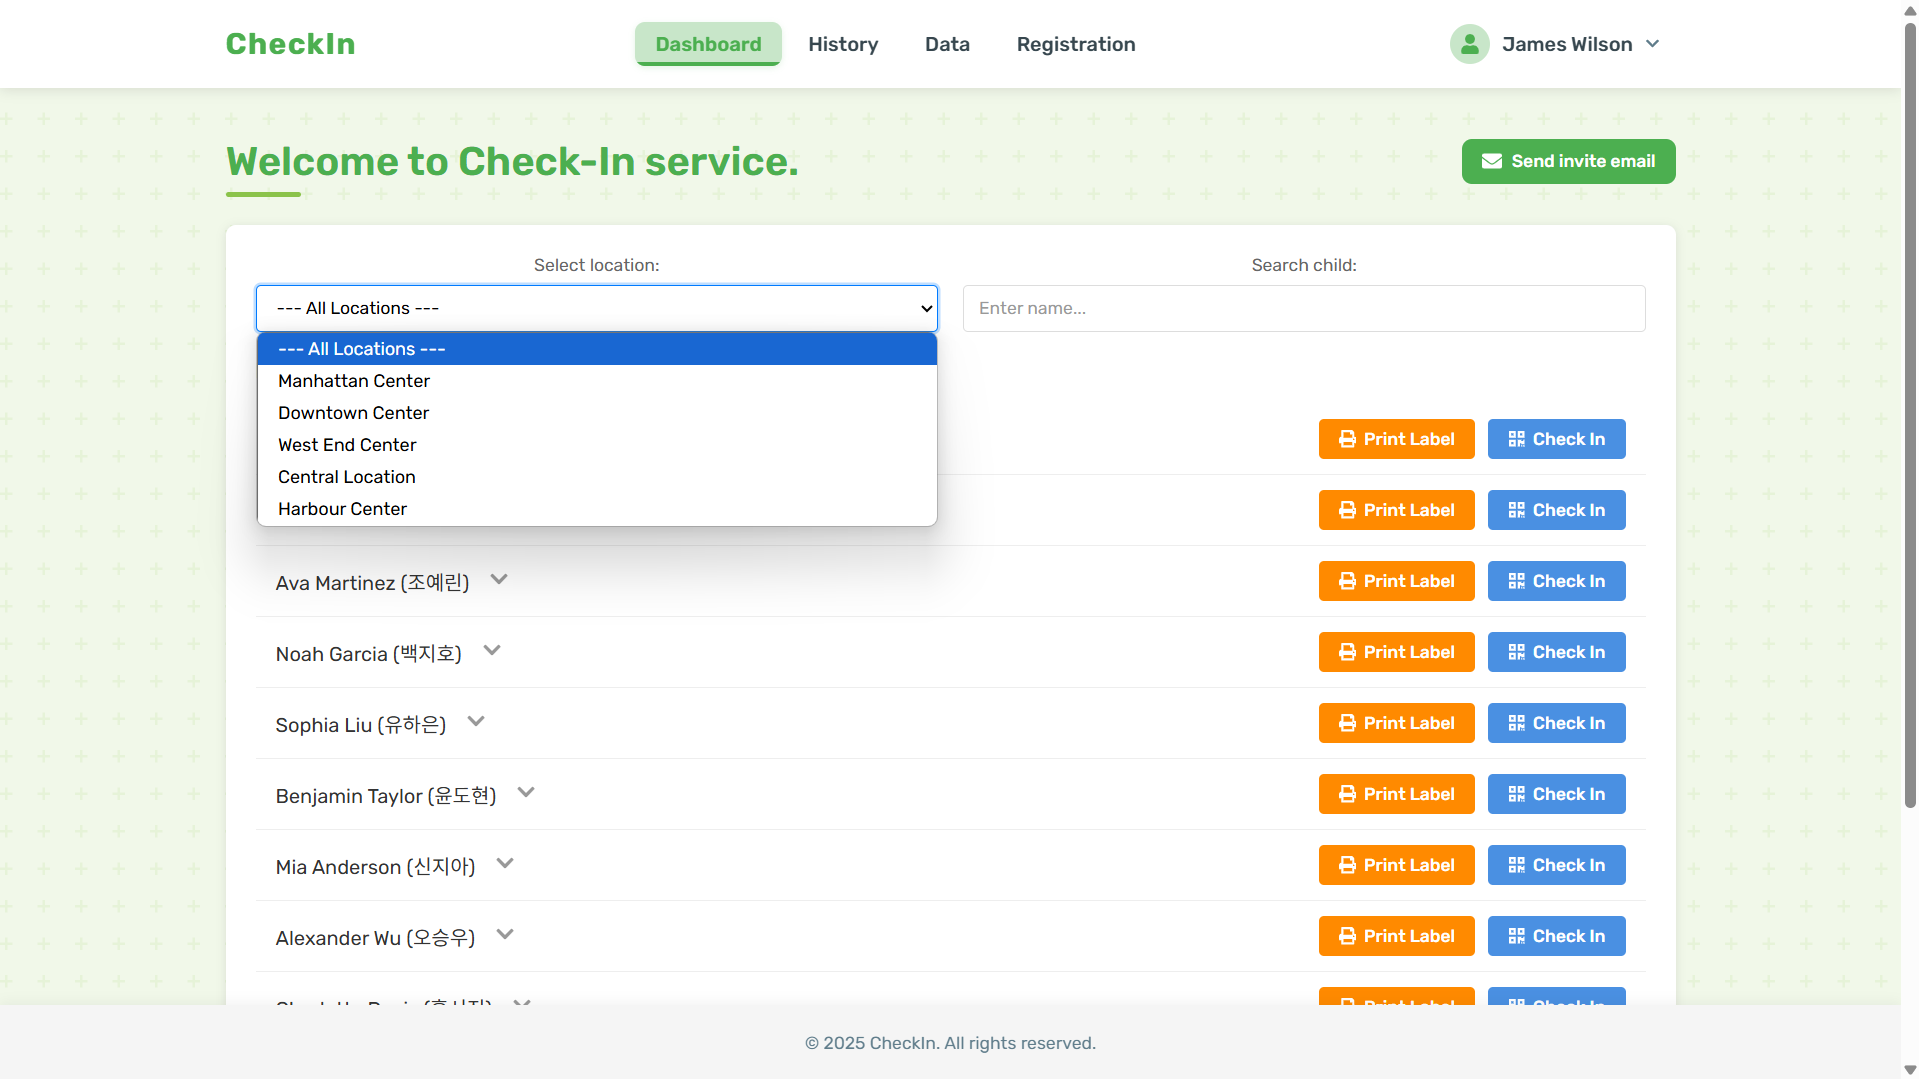 CheckIn
Dashboard
History
Data
Registration
James Wilson
Welcome to Check-In service.
Send invite email
Select location:
Search child:
--- All Locations ---
Enter name...
--- All Locations ---
Manhattan Center
Downtown Center
West End Center
Central Location
Harbour Center
Print Label
Check In
Print Label
Check In
Ava Martinez (조예린)
Print Label
Check In
Noah Garcia (백지호)
Print Label
Check In
Sophia Liu (유하은)
Print Label
Check In
Benjamin Taylor (윤도현)
Print Label
Check In
Mia Anderson (신지아)
Print Label
Check In
Alexander Wu (오승우)
Print Label
Check In
Print Label
Check In
© 2025 CheckIn. All rights reserved.